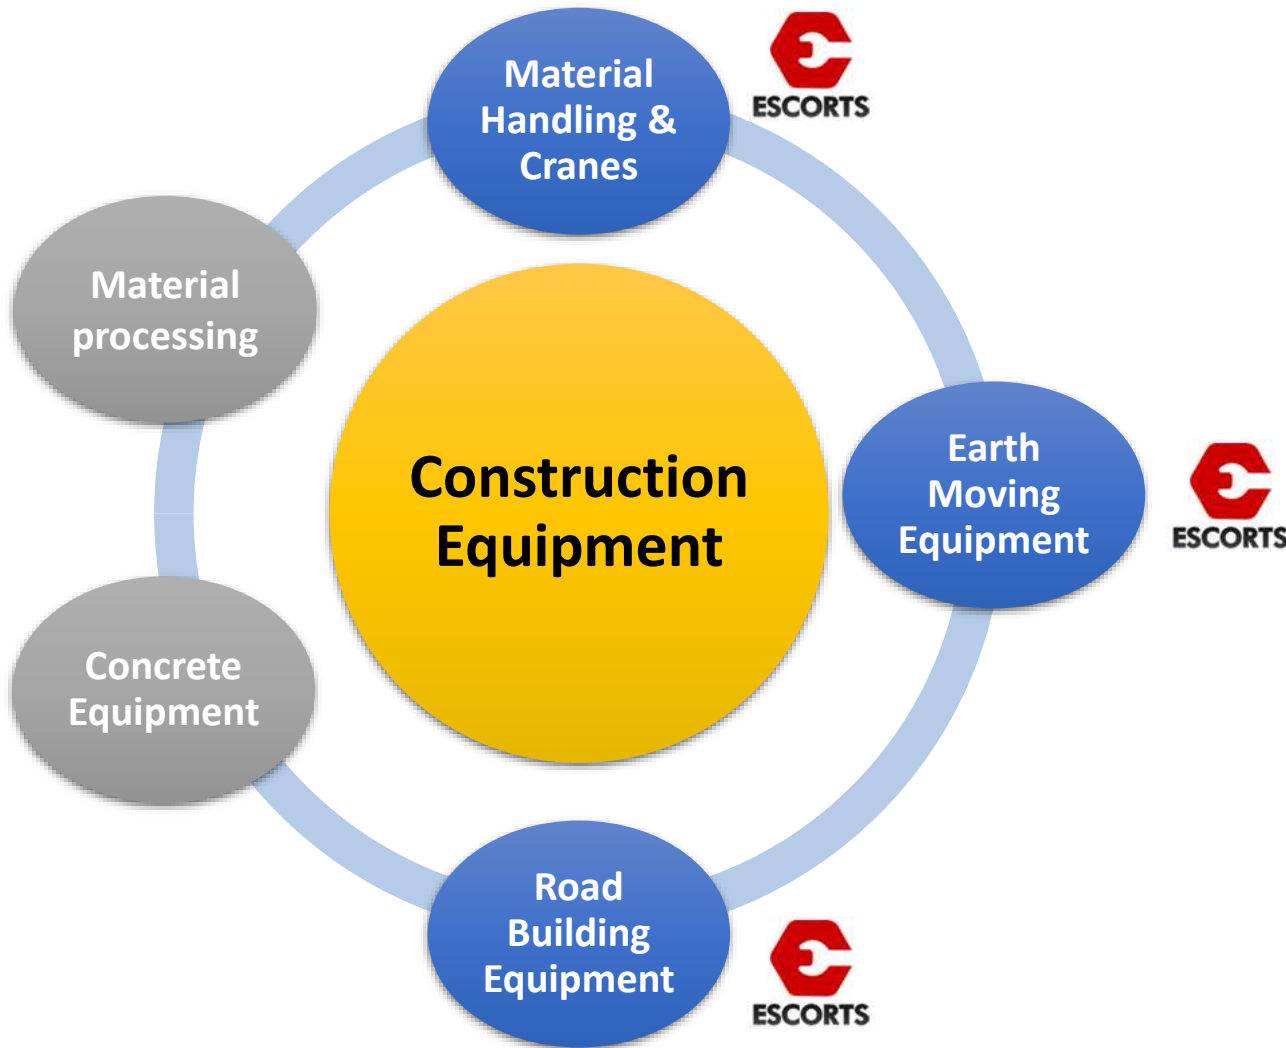 Material
Handling &
Cranes
ESCORTS
Material
processing
Construction
Equipment
Earth
Moving
Equipment
ESCORTS
Concrete
Equipment
Road
Building
Equipment
ESCORTS